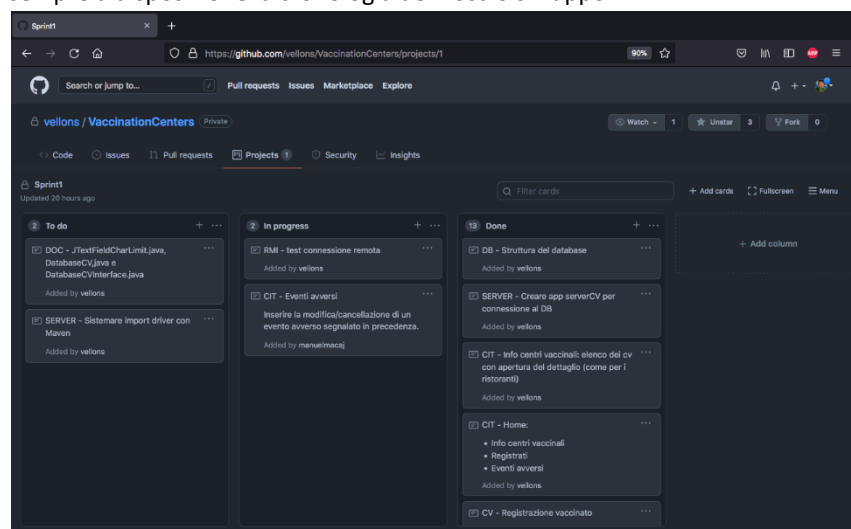 Sprint1
https://github.com/vellons/VaccinationCenters/projects/1
90%
ABP
Search or jump to...
/
Pull requests Issues Marketplace Explore
vellons / VaccinationCenters Private
Watch 1
Unstar 3
Fork 0
Code Issues Pull requests Projects 1 Security Insights
Sprint1
Updated 20 hours ago
Filter cards
+ Add cards Fullscreen Menu
2 To do
DOC - JTextFieldCharLimit.java,
DatabaseCV.java e
DatabaseCVInterface.java
Added by vellons
SERVER - Sistemare import driver con
Maven
Added by vellons
2 In progress
RMI - test connessione remota
Added by vellons
CIT - Eventi avversi
Inserire la modifica/cancellazione di un
evento avverso segnalato in precedenza.
Added by manuelmacaj
13 Done
DB - Struttura del database
Added by vellons
SERVER - Creare app serverCV per
connessione al DB
Added by vellons
CIT - Info centri vaccinali: elenco dei cv
con apertura del dettaglio (come per i
ristoranti)
Added by vellons
CIT - Home:
• Info centri vaccinali
• Registrati
• Eventi avversi
Added by vellons
CV - Registrazione vaccinato
+ Add column